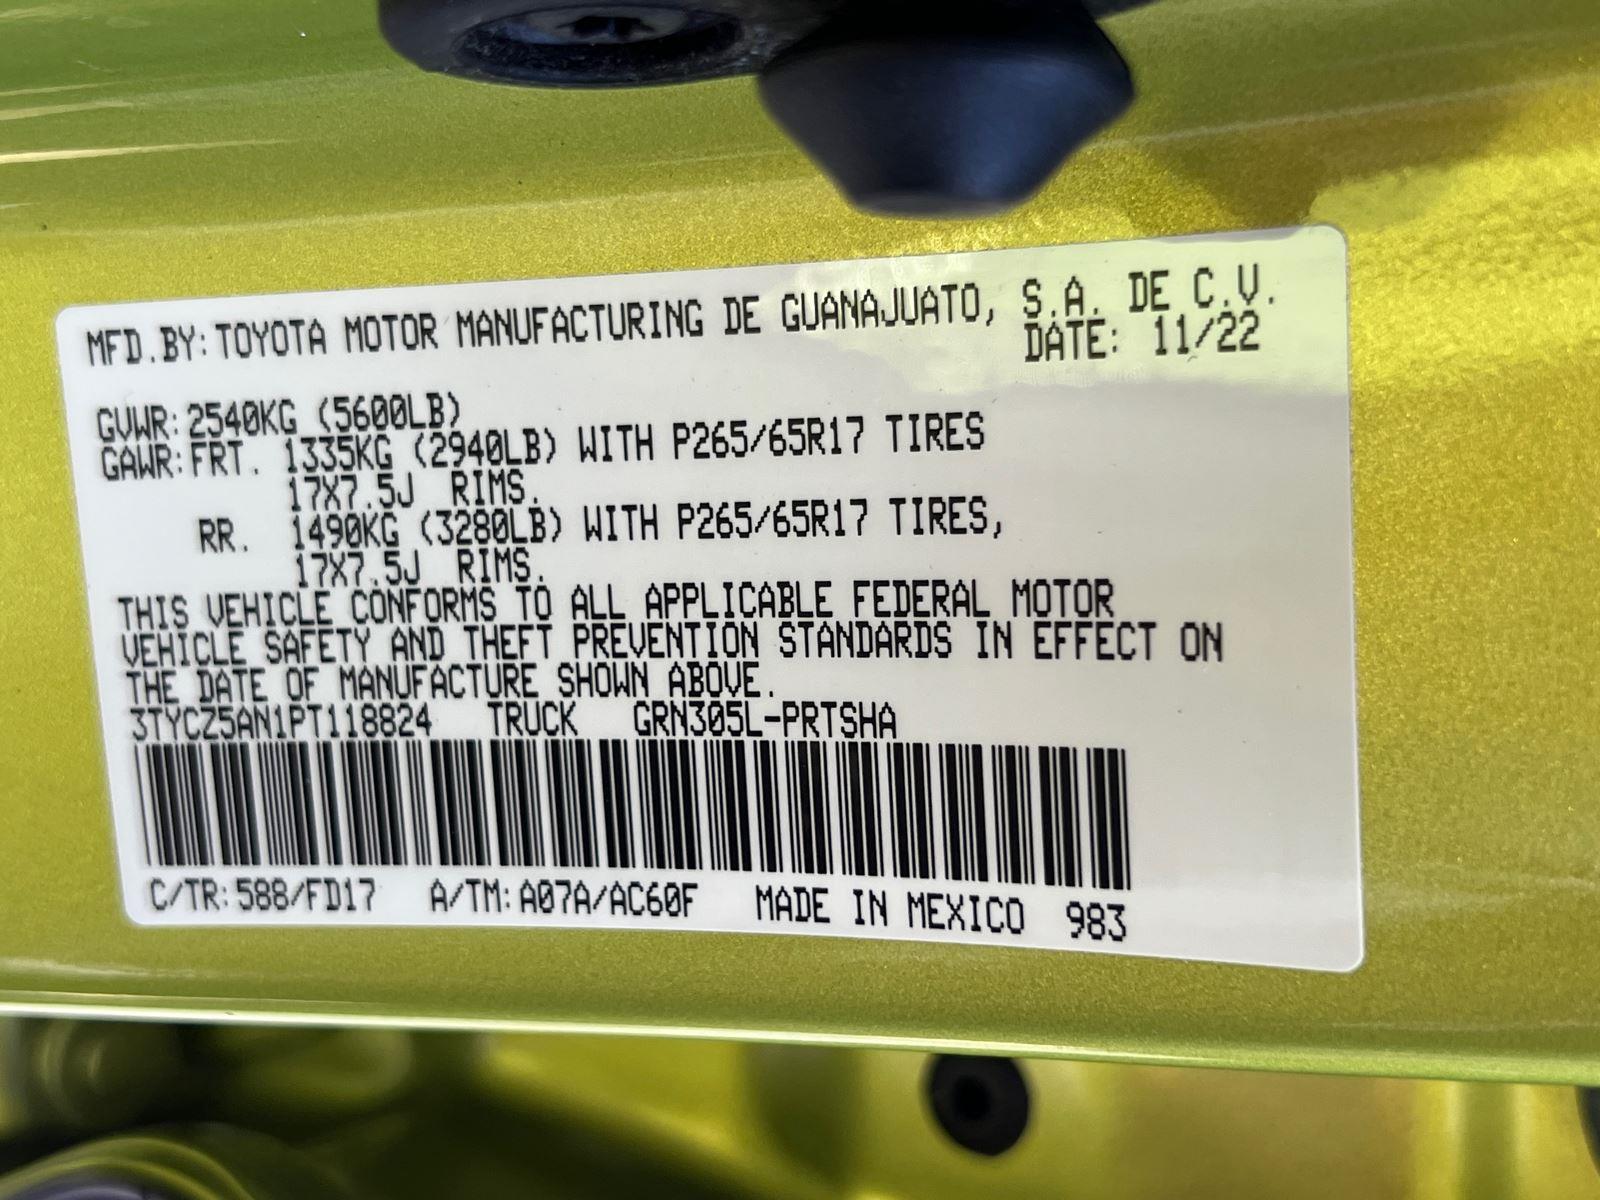 MFD.BY: TOYOTA MOTOR MANUFACTURING DE GUANAJUATO, S.A. DE C.V.
DATE: 11/22
GVWR: 2540KG (5600LB)
GAWR: FRT. 1335KG (2940LB) WITH P265/65R17 TIRES
17X7.5J RIMS.
RR. 1490KG (3280LB) WITH P265/65R17 TIRES,
17X7.5J RIMS.
THIS VEHICLE CONFORMS TO ALL APPLICABLE FEDERAL MOTOR
VEHICLE SAFETY AND THEFT PREVENTION STANDARDS IN EFFECT ON
THE DATE OF MANUFACTURE SHOWN ABOVE.
3TYCZ5AN1PT118824 TRUCK GRN305L-PRTSHA
C/TR: 588/FD17 A/TM: A07A/AC60F MADE IN MEXICO 983